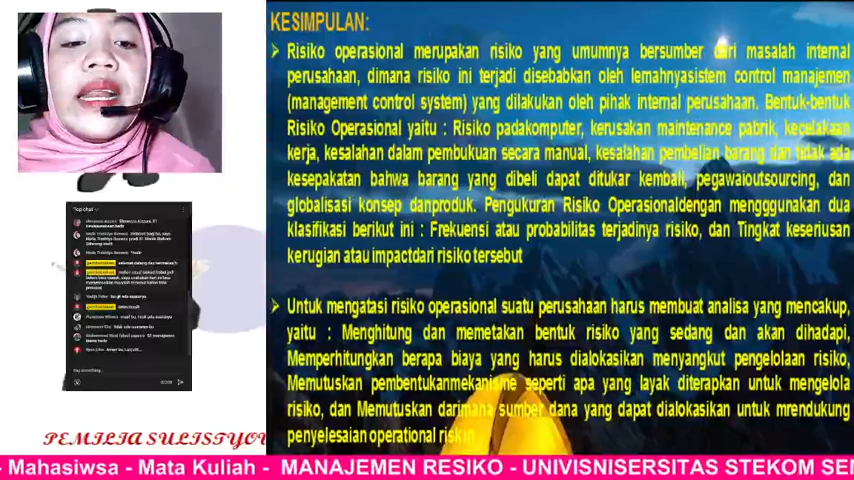 KESIMPULAN:
➢ Risiko operasional merupakan risiko yang umumnya bersumber dari masalah internal
perusahaan, dimana risiko ini terjadi disebabkan oleh lemahnyasistem control manajemen
(management control system) yang dilakukan oleh pihak internal perusahaan. Bentuk-bentuk
Risiko Operasional yaitu : Risiko padakomputer, kerusakan maintenance pabrik, kecelakaan
kerja, kesalahan dalam pembukuan secara manual, kesalahan pembelian barang dan tidak ada
kesepakatan bahwa barang yang dibeli dapat ditukar kembali, pegawaioutsourcing, dan
globalisasi konsep danproduk. Pengukuran Risiko Operasionaldengan mengggunakan dua
klasifikasi berikut ini : Frekuensi atau probabilitas terjadinya risiko, dan Tingkat keseriusan
kerugian atau impactdari risiko tersebut
➢ Untuk mengatasi risiko operasional suatu perusahaan harus membuat analisa yang mencakup,
yaitu : Menghitung dan memetakan bentuk risiko yang sedang dan akan dihadapi,
Memperhitungkan berapa biaya yang harus dialokasikan menyangkut pengelolaan risiko,
Memutuskan pembentukanmekanisme seperti apa yang layak diterapkan untuk mengelola
risiko, dan Memutuskan darimana sumber dana yang dapat dialokasikan untuk mrendukung
penyelesaian operational riskin
Top chat
PEMILIA SULISTYOU
- Mahasiwsa - Mata Kuliah - MANAJEMEN RESIKO - UNIVISNISERSITAS STEKOM SEM